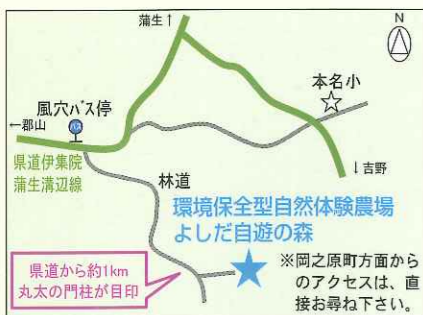 蒲生↑
N
本名小
風穴バス停
バス
←郡山
県道伊集院
蒲生溝辺線
↓吉野
林道
環境保全型自然体験農場
よしだ自遊の森
県道から約1km
丸太の門柱が目印
※岡之原町方面から
のアクセスは、直
接お尋ね下さい。